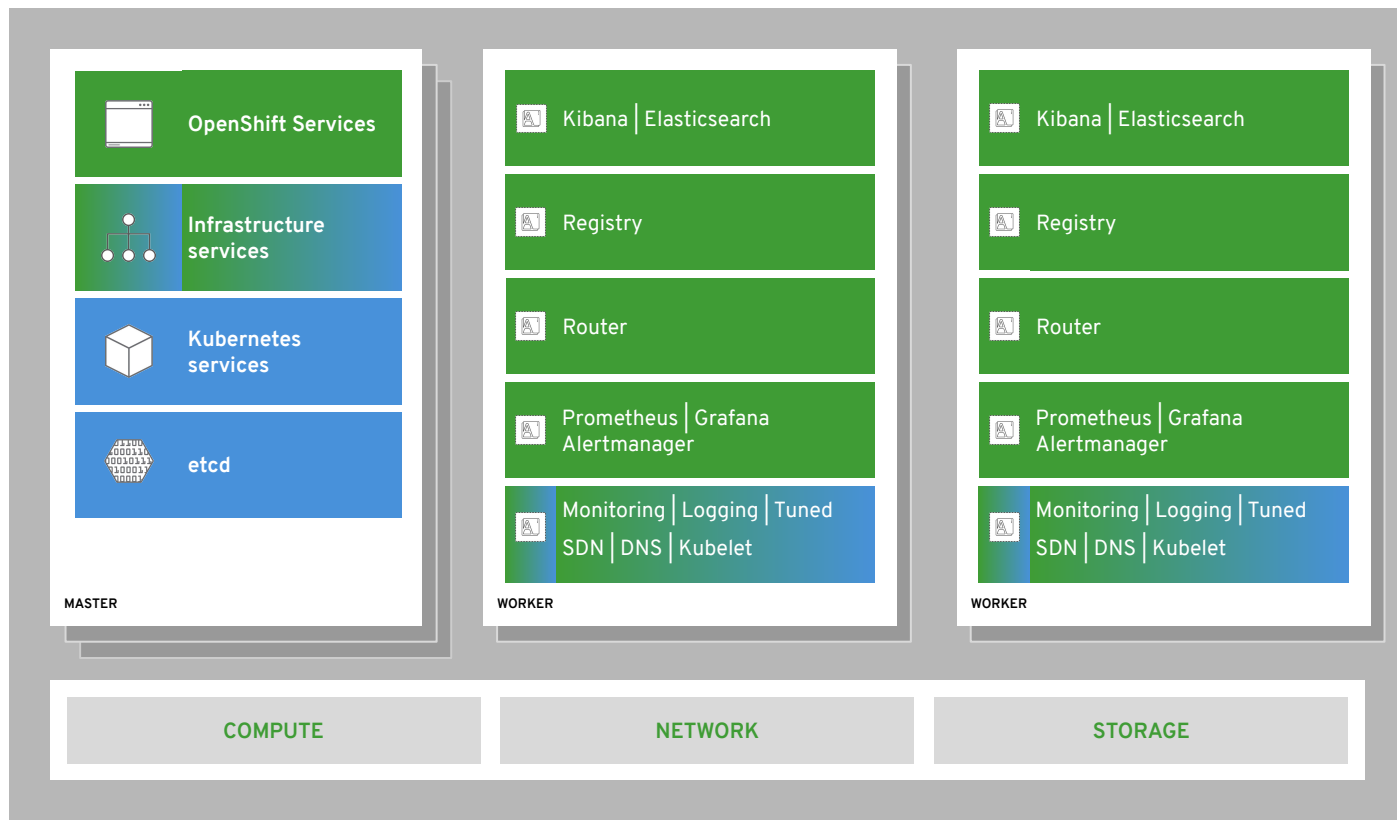 OpenShift Services
Infrastructure
services
Kubernetes
services
etcd
MASTER
Kibana | Elasticsearch
Registry
Router
Prometheus | Grafana
Alertmanager
Monitoring | Logging | Tuned
SDN | DNS | Kubelet
WORKER
Kibana | Elasticsearch
Registry
Router
Prometheus | Grafana
Alertmanager
Monitoring | Logging | Tuned
SDN | DNS | Kubelet
WORKER
COMPUTE
NETWORK
STORAGE